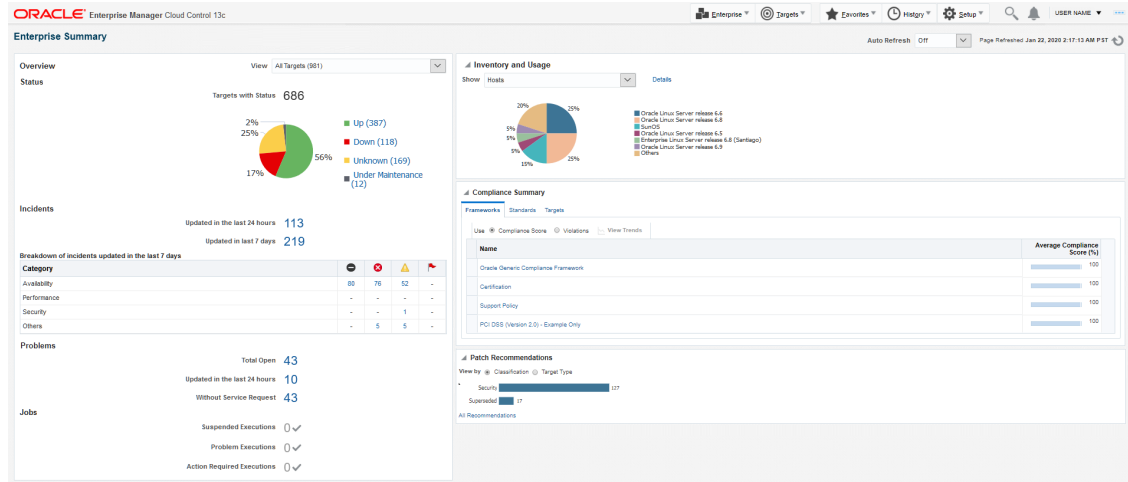 ORACLE Enterprise Manager Cloud Control 13c
Enterprise Targets Favorites History Setup USER NAME
Enterprise Summary
Auto Refresh Off Page Refreshed Jan 22, 2020 2:17:13 AM PST
Overview View All Targets (981)
Status
Targets with Status 686
2%
25%
56%
17%
Up (387)
Down (118)
Unknown (169)
Under Maintenance
(12)
Incidents
Updated in the last 24 hours 113
Updated in last 7 days 219
Breakdown of incidents updated in the last 7 days
Category
Availability 80 76 52 -
Performance - - - -
Security - - 1 -
Others - 5 5 -
Problems
Total Open 43
Updated in the last 24 hours 10
Without Service Request 43
Jobs
Suspended Executions 0
Problem Executions 0
Action Required Executions 0
Inventory and Usage
Show Hosts Details
20%
25%
5%
5%
5%
15%
25%
Oracle Linux Server release 6.6
Oracle Linux Server release 6.8
SunOS
Oracle Linux Server release 6.5
Enterprise Linux Server release 6.8 (Santiago)
Oracle Linux Server release 6.9
Others
Compliance Summary
Frameworks Standards Targets
Use Compliance Score Violations View Trends
Name Average Compliance
Score (%)
Oracle Generic Compliance Framework 100
Certification 100
Support Policy 100
PCI DSS (Version 2.0) - Example Only 100
Patch Recommendations
View by Classification Target Type
Security 127
Superseded 17
All Recommendations